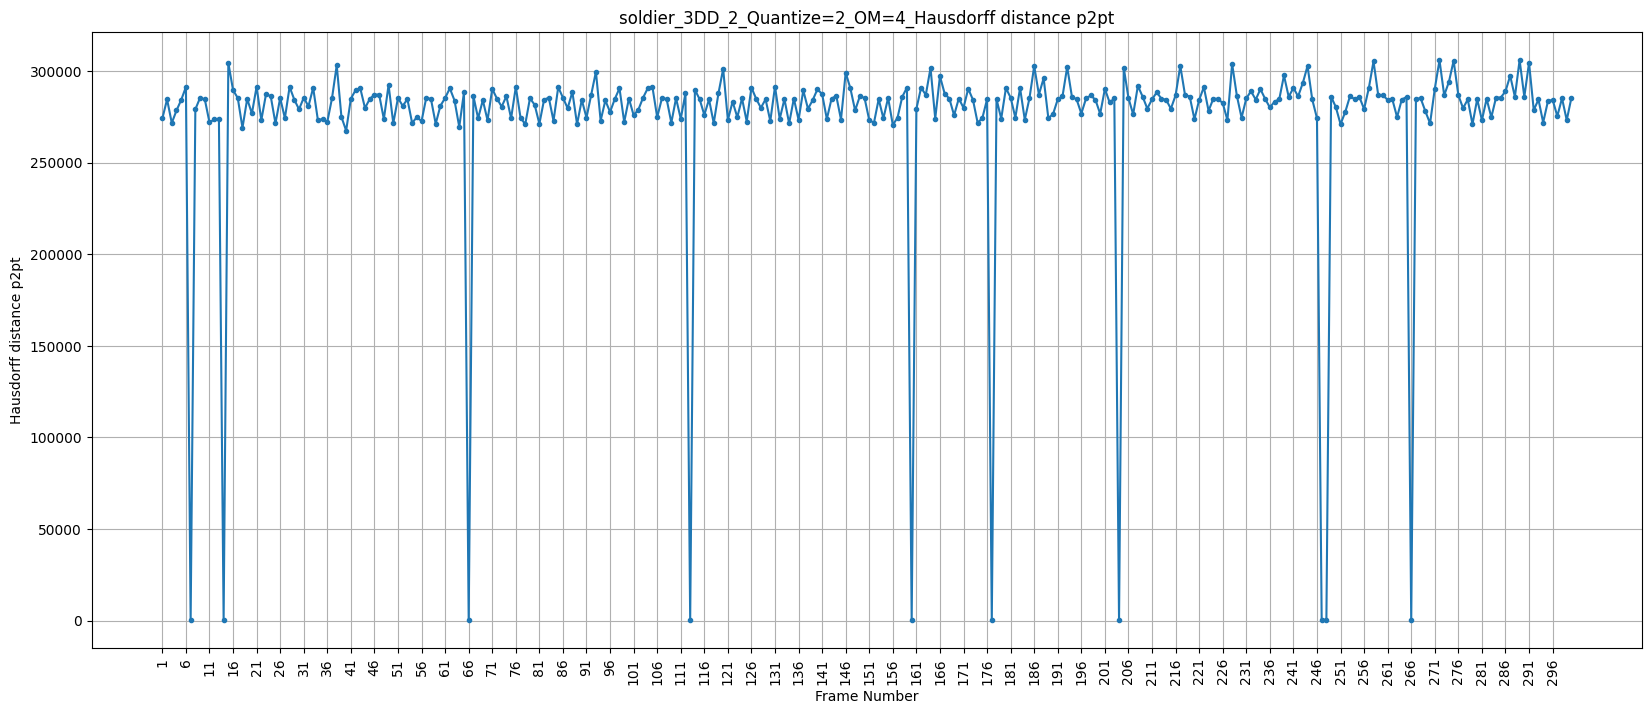 soldier_3DD_2_Quantize=2_OM=4_Hausdorff distance p2pt
Hausdorff distance p2pt
300000
250000
200000
150000
100000
50000
0
1 6 11 16 21 26 31 36 41 46 51 56 61 66 71 76 81 86 91 96 101 106 111 116 121 126 131 136 141 146 151 156 161 166 171 176 181 186 191 196 201 206 211 216 221 226 231 236 241 246 251 256 261 266 271 276 281 286 291 296
Frame Number